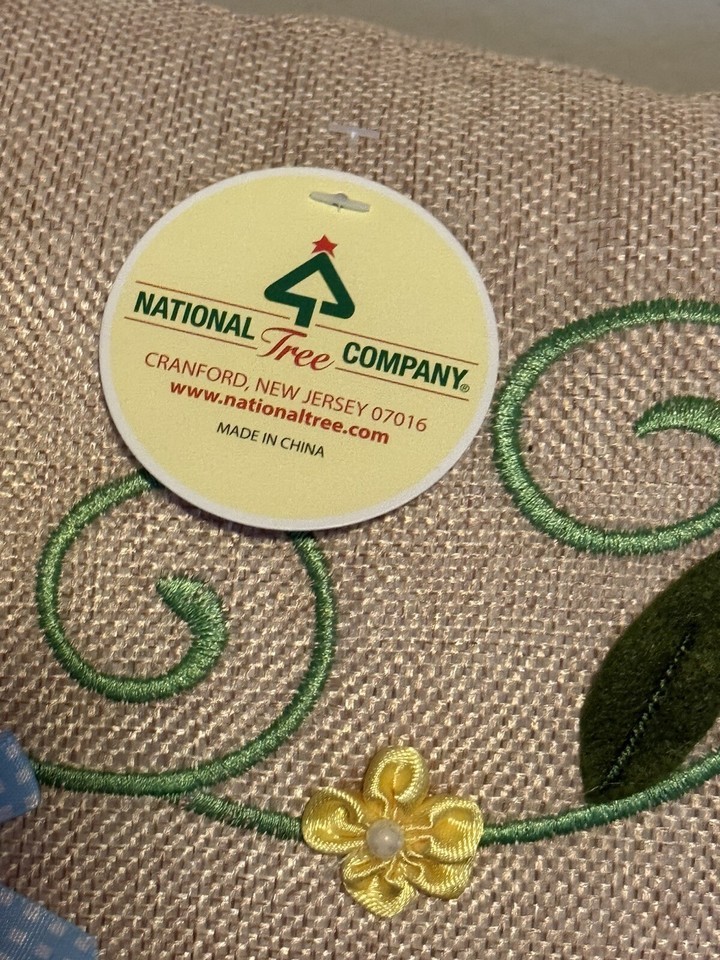 NATIONAL Tree COMPANY®
CRANFORD, NEW JERSEY 07016
www.nationaltree.com
MADE IN CHINA